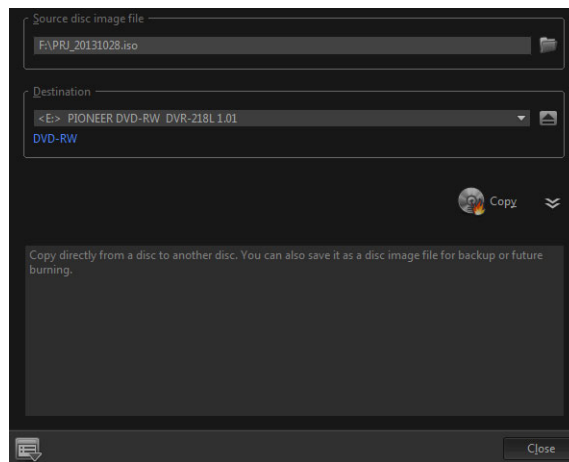 Source disc image file
F:\PRJ_20131028.iso
Destination
<E:> PIONEER DVD-RW DVR-218L 1.01
DVD-RW
Copy
Copy directly from a disc to another disc. You can also save it as a disc image file for backup or future
burning.
Close